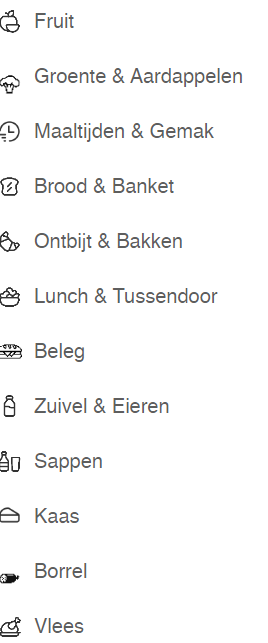 Fruit
Groente & Aardappelen
Maaltijden & Gemak
Brood & Banket
Ontbijt & Bakken
Lunch & Tussendoor
Beleg
Zuivel & Eieren
Sappen
Kaas
Borrel
Vlees